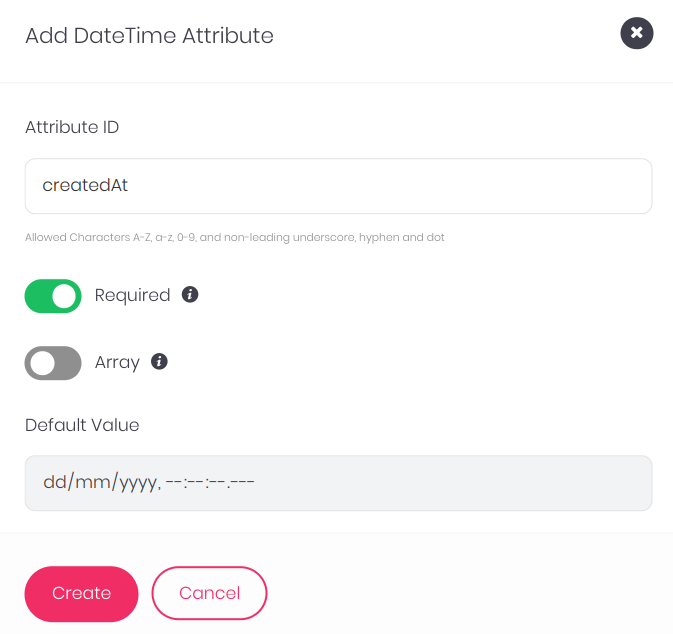 Add DateTime Attribute
Attribute ID
createdAt
Allowed Characters A-Z, a-z, 0-9, and non-leading underscore, hyphen and dot
Required
Array
Default Value
dd/mm/yyyy, --:--:--.---
Create Cancel